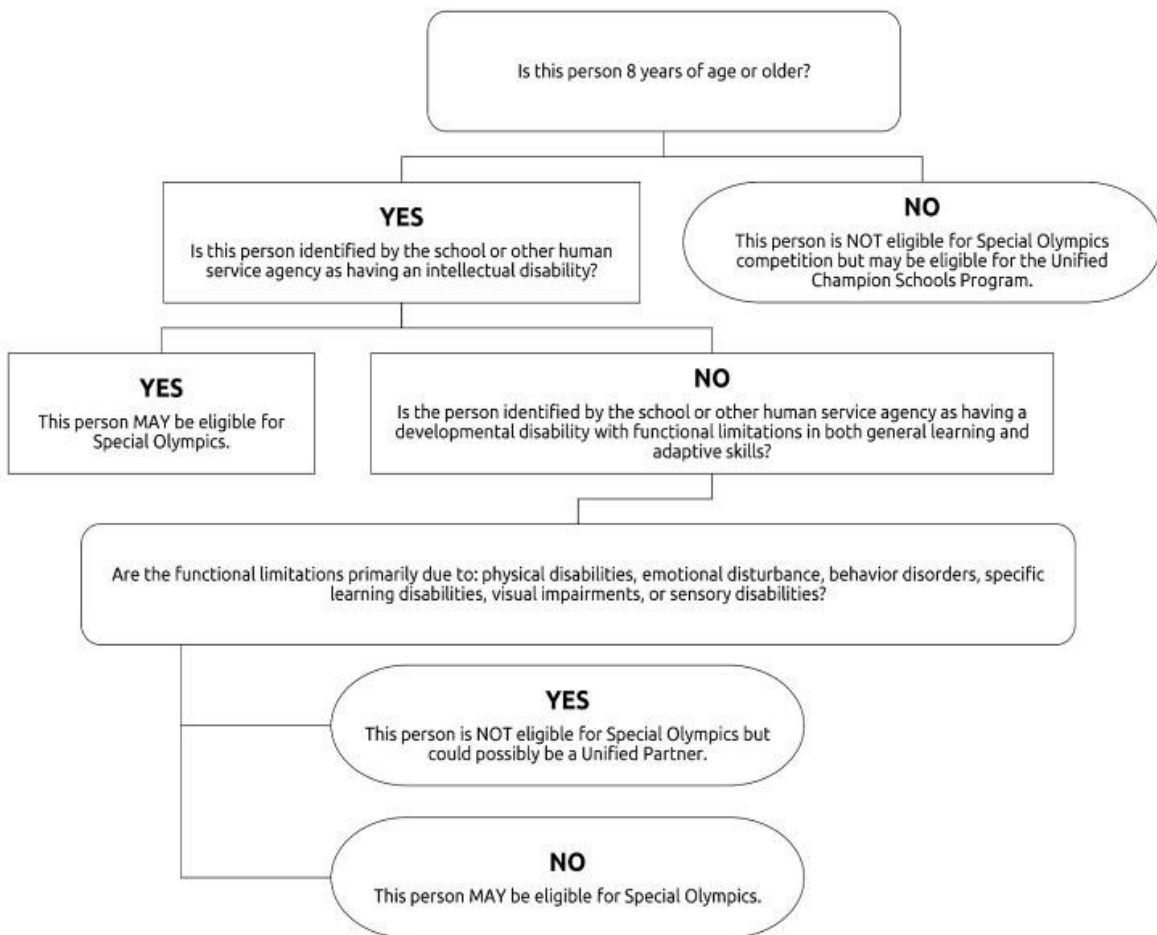 Is this person 8 years of age or older?
YES
Is this person identified by the school or other human
service agency as having an intellectual disability?
NO
This person is NOT eligible for Special Olympics
competition but may be eligible for the Unified
Champion Schools Program.
YES
This person MAY be eligible for
Special Olympics.
NO
Is the person identified by the school or other human service agency as having a
developmental disability with functional limitations in both general learning and
adaptive skills?
Are the functional limitations primarily due to: physical disabilities, emotional disturbance, behavior disorders, specific
learning disabilities, visual impairments, or sensory disabilities?
YES
This person is NOT eligible for Special Olympics but
could possibly be a Unified Partner.
NO
This person MAY be eligible for Special Olympics.